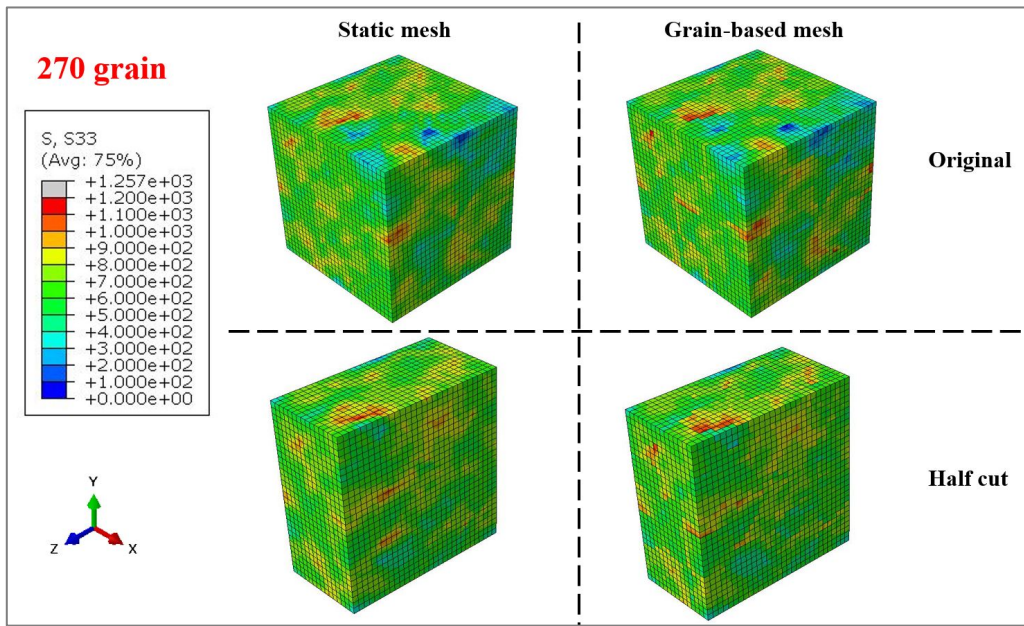 Static mesh
Grain-based mesh
270 grain
S, S33
(Avg: 75%)
+1.257e+03
+1.200e+03
+1.100e+03
+1.000e+03
+9.000e+02
+8.000e+02
+7.000e+02
+6.000e+02
+5.000e+02
+4.000e+02
+3.000e+02
+2.000e+02
+1.000e+02
+0.000e+00
Original
Y
Z
X
Half cut